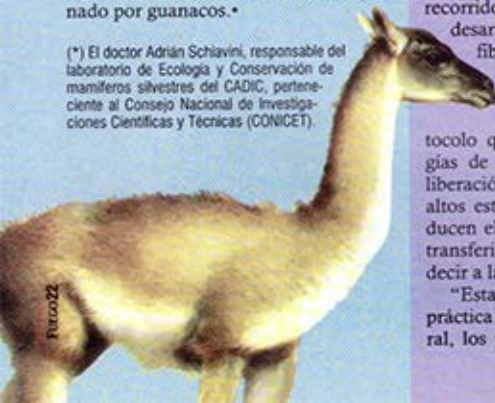 nado por guanacos.•
(*) El doctor Adrián Schiavini, responsable del
laboratorio de Ecología y Conservación de
mamíferos silvestres del CADIC, pertene-
ciente al Consejo Nacional de Investiga-
ciones Científicas y Técnicas (CONICET).
FUEGO22
recorrido
desar
fib
tocolo q
gías de
liberació
altos est
ducen e
transferi
decir a la
"Esta
práctica
ral, los